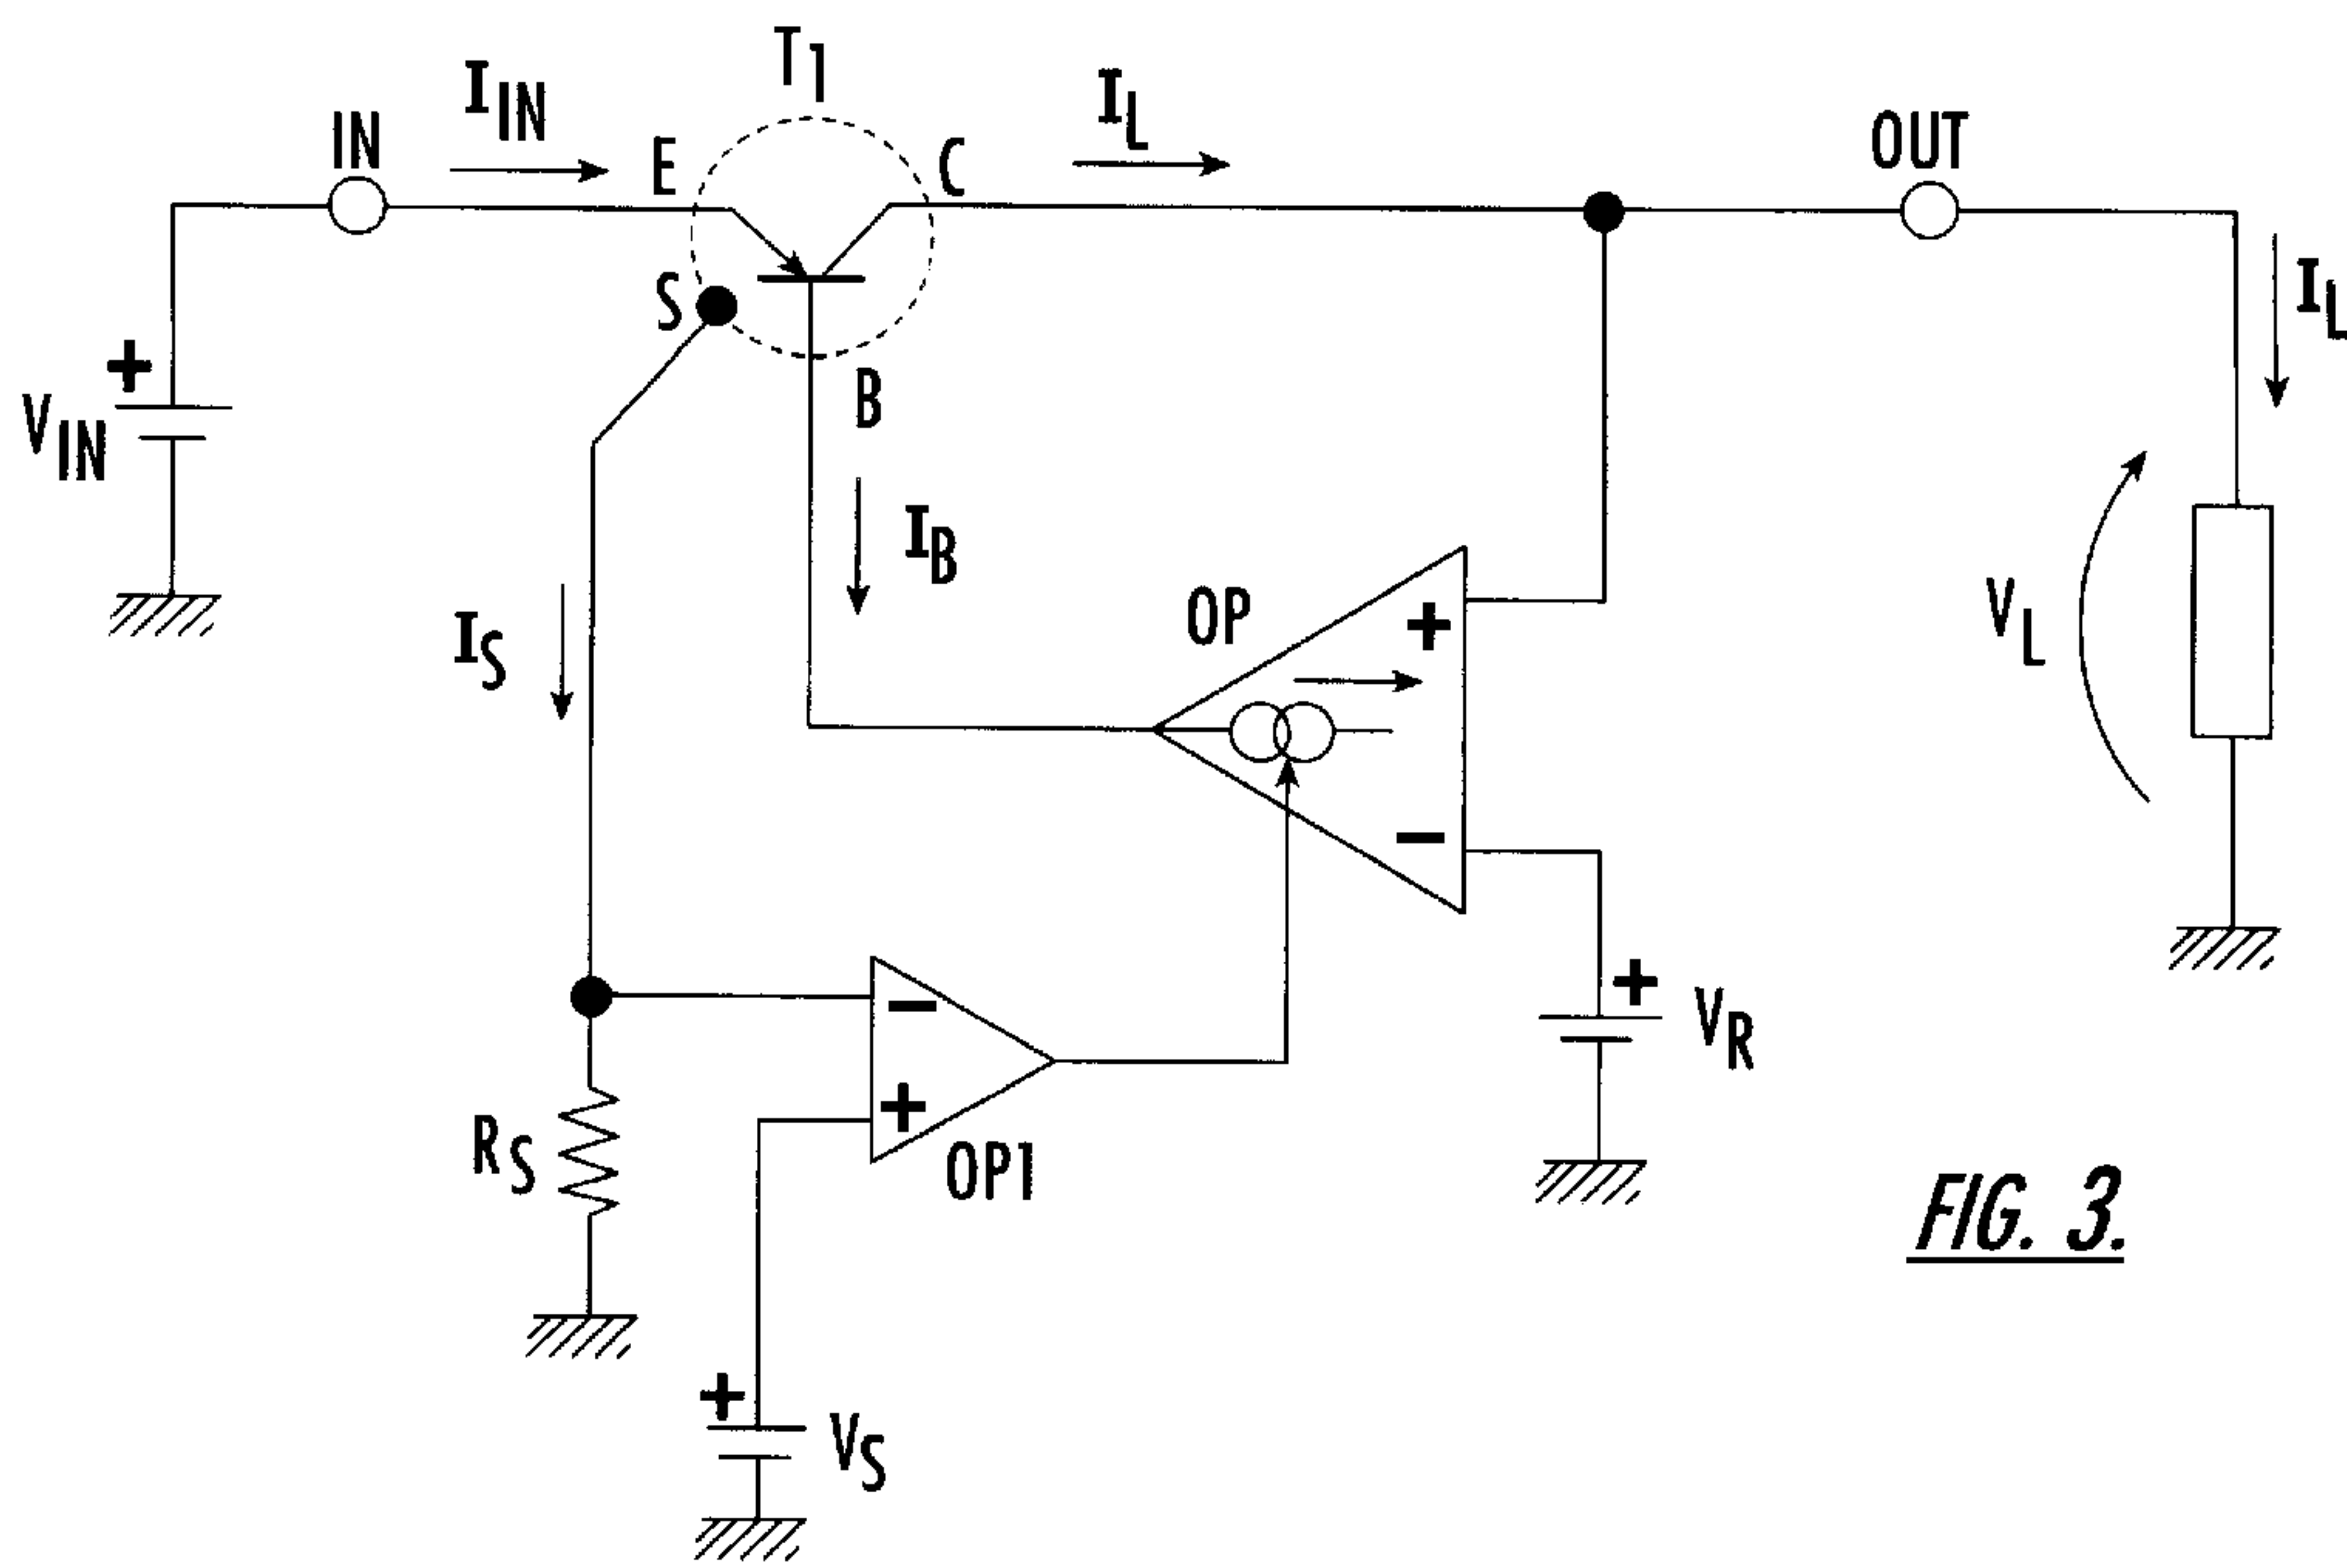 T1
IIN
IL
IN
E
C
OUT
S
IL
+
B
VIN
IB
OP
+
VL
IS
−
+
VR
−
+
RS
OP1
FIG. 3.
+
VS